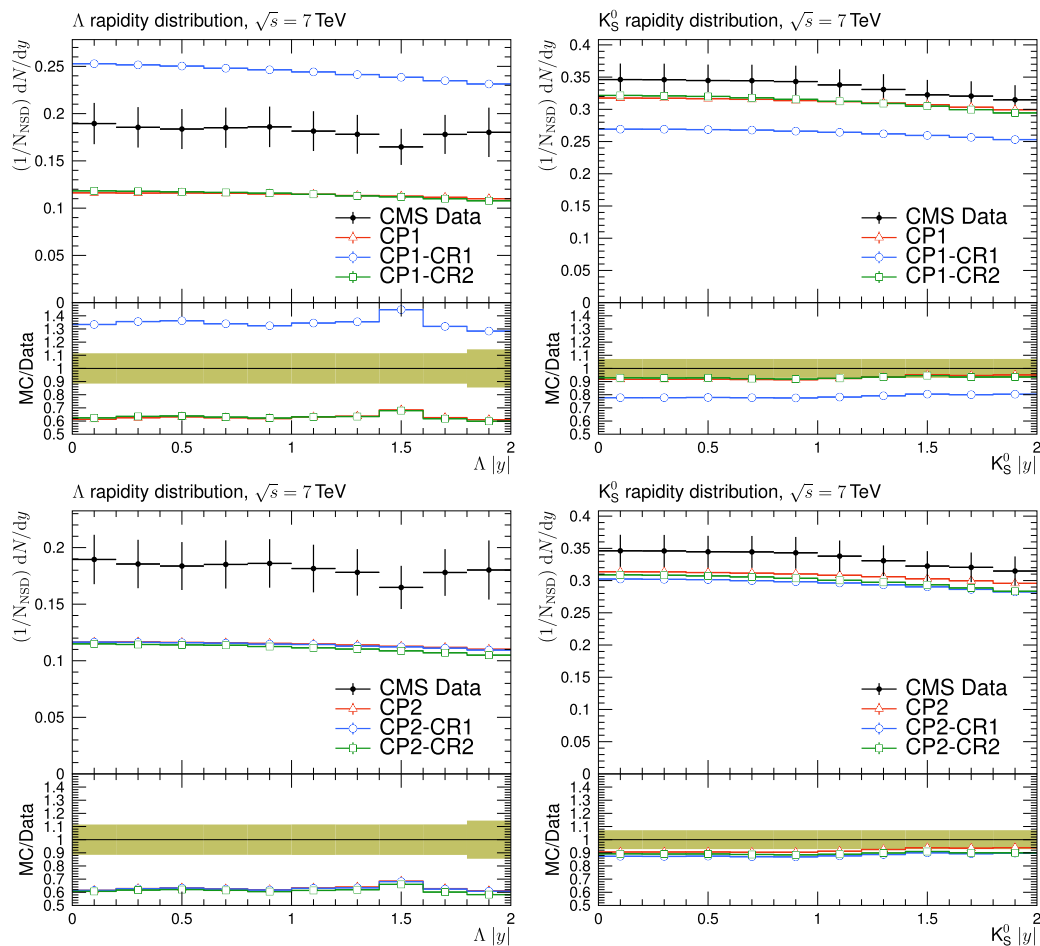 Λ rapidity distribution, √s = 7 TeV
(1/N_NSD) dN/dy
0.25
0.2
0.15
0.1
0.05
0
CMS Data
CP1
CP1-CR1
CP1-CR2
MC/Data
1.4
1.3
1.2
1.1
1
0.9
0.8
0.7
0.6
0.5
0 0.5 1 1.5 2
Λ |y|
K_S^0 rapidity distribution, √s = 7 TeV
(1/N_NSD) dN/dy
0.4
0.35
0.3
0.25
0.2
0.15
0.1
0.05
0
CMS Data
CP1
CP1-CR1
CP1-CR2
MC/Data
1.4
1.3
1.2
1.1
1
0.9
0.8
0.7
0.6
0.5
0 0.5 1 1.5 2
K_S^0 |y|
Λ rapidity distribution, √s = 7 TeV
(1/N_NSD) dN/dy
0.2
0.15
0.1
0.05
0
CMS Data
CP2
CP2-CR1
CP2-CR2
MC/Data
1.4
1.3
1.2
1.1
1
0.9
0.8
0.7
0.6
0.5
0 0.5 1 1.5 2
Λ |y|
K_S^0 rapidity distribution, √s = 7 TeV
(1/N_NSD) dN/dy
0.4
0.35
0.3
0.25
0.2
0.15
0.1
0.05
0
CMS Data
CP2
CP2-CR1
CP2-CR2
MC/Data
1.4
1.3
1.2
1.1
1
0.9
0.8
0.7
0.6
0.5
0 0.5 1 1.5 2
K_S^0 |y|